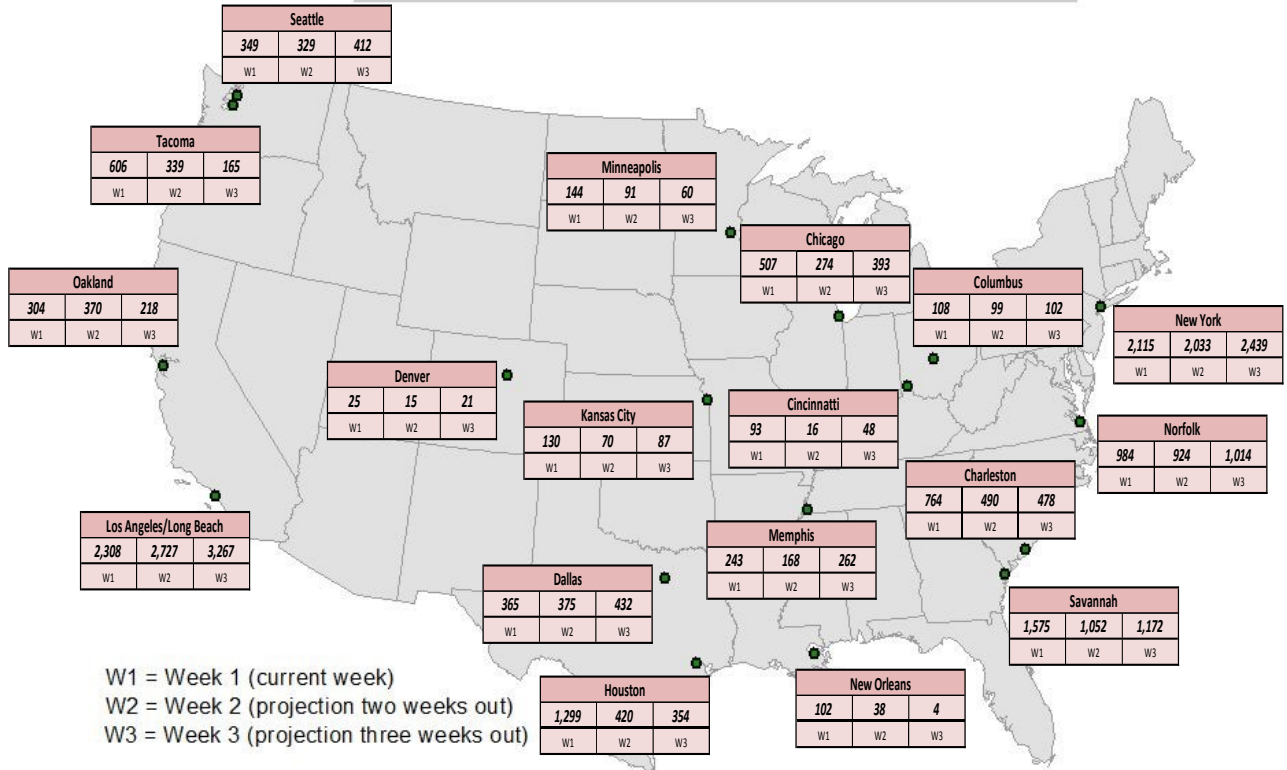 Seattle
349 329 412
W1 W2 W3
Tacoma
606 339 165
W1 W2 W3
Minneapolis
144 91 60
W1 W2 W3
Chicago
507 274 393
W1 W2 W3
Oakland
304 370 218
W1 W2 W3
Columbus
108 99 102
W1 W2 W3
New York
2,115 2,033 2,439
W1 W2 W3
Denver
25 15 21
W1 W2 W3
Kansas City
130 70 87
W1 W2 W3
Cincinnatti
93 16 48
W1 W2 W3
Norfolk
984 924 1,014
W1 W2 W3
Charleston
764 490 478
W1 W2 W3
Los Angeles/Long Beach
2,308 2,727 3,267
W1 W2 W3
Memphis
243 168 262
W1 W2 W3
Dallas
365 375 432
W1 W2 W3
Savannah
1,575 1,052 1,172
W1 W2 W3
Houston
1,299 420 354
W1 W2 W3
New Orleans
102 38 4
W1 W2 W3
W1 = Week 1 (current week)
W2 = Week 2 (projection two weeks out)
W3 = Week 3 (projection three weeks out)